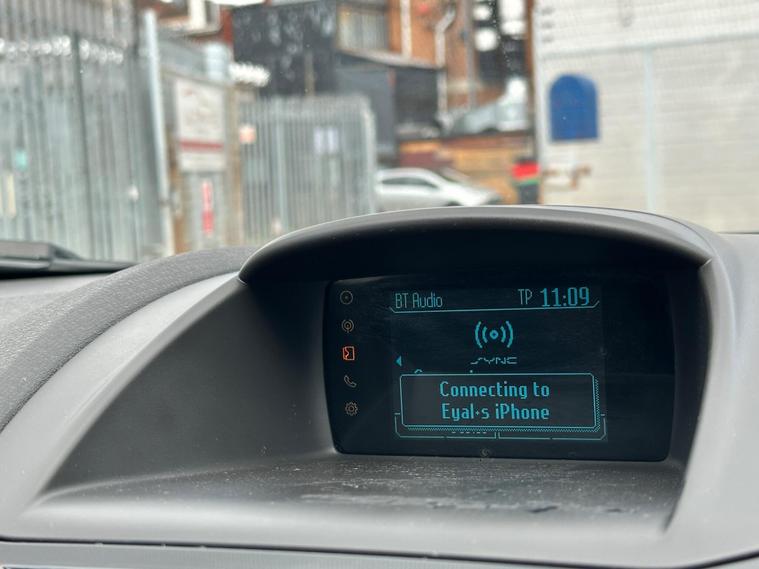 BT Audio TP 11:09
SYNC
Connecting to
Eyal•s iPhone